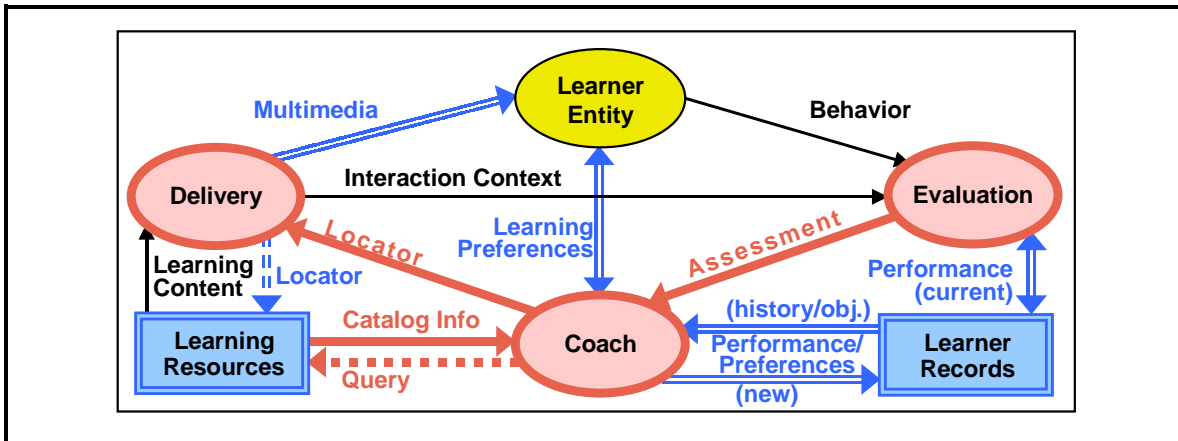 Learner
Entity
Multimedia
Behavior
Delivery
Interaction Context
Evaluation
Learning
Preferences
Locator
Assessment
Learning
Content
Locator
Performance
(current)
Learning
Resources
Catalog Info
Query
Coach
(history/obj.)
Performance/
Preferences
(new)
Learner
Records